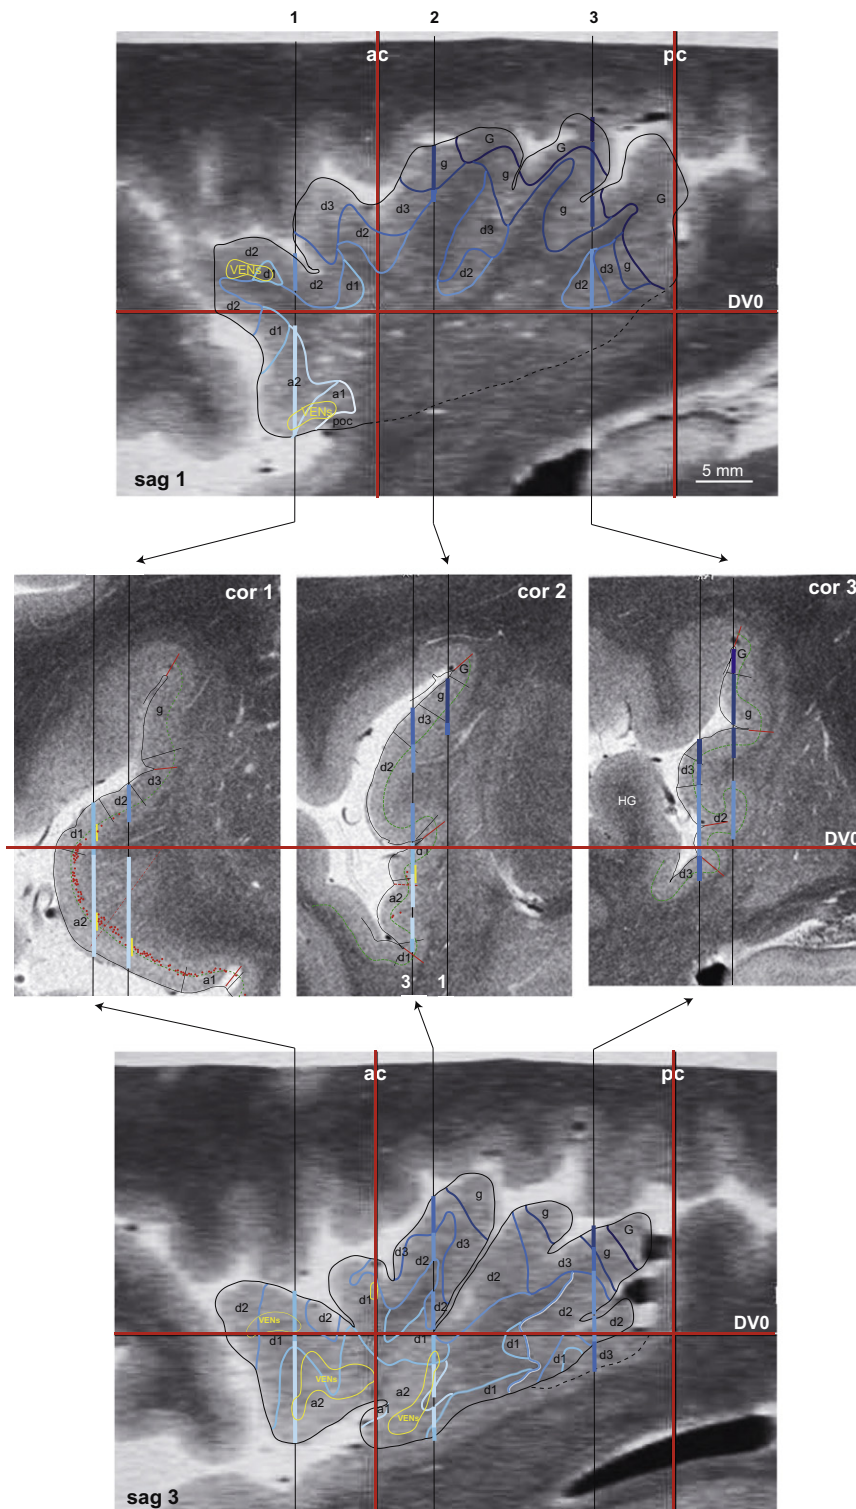 1 2 3
ac pc
G
g G
g G
d3 d3 g
d2 d3
d2
VENs d1 d2 d1 d2 d2 d3 g
d2 DV0
d1
a2
a1
VENs
poc
sag 1 5 mm
cor 1 cor 2 cor 3
G G
g g g
d3 d3
d2 d2 d3
HG
d1 d2
DV0
d1
a2 a2 d3
d1
a1
3 1
ac pc
g
g G
d3 d3 g
d2 d2 d3
d1
d2 d2 d2 d2 d2
VENs DV0
d1 d1 d1 d1 d3
VENs a2 d1
a2 a1 VENs
sag 3